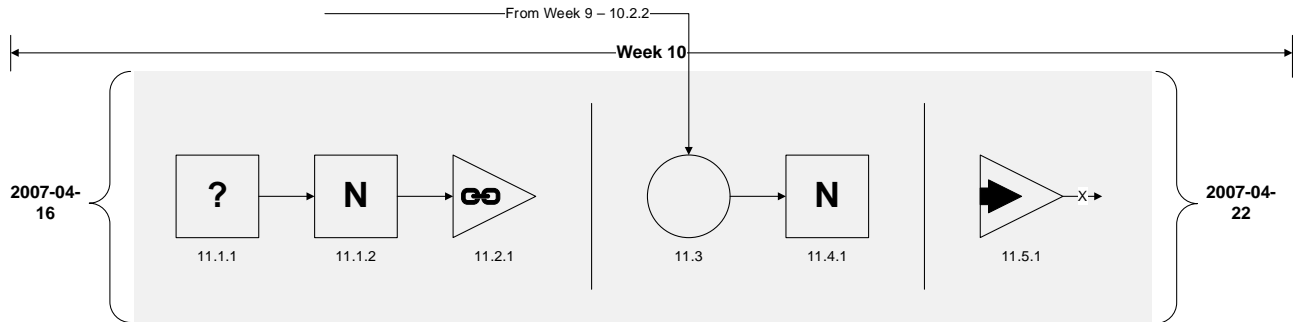 From Week 9 – 10.2.2
Week 10
2007-04-
16
?
N
11.1.1
11.1.2
11.2.1
N
11.3
11.4.1
X
11.5.1
2007-04-
22